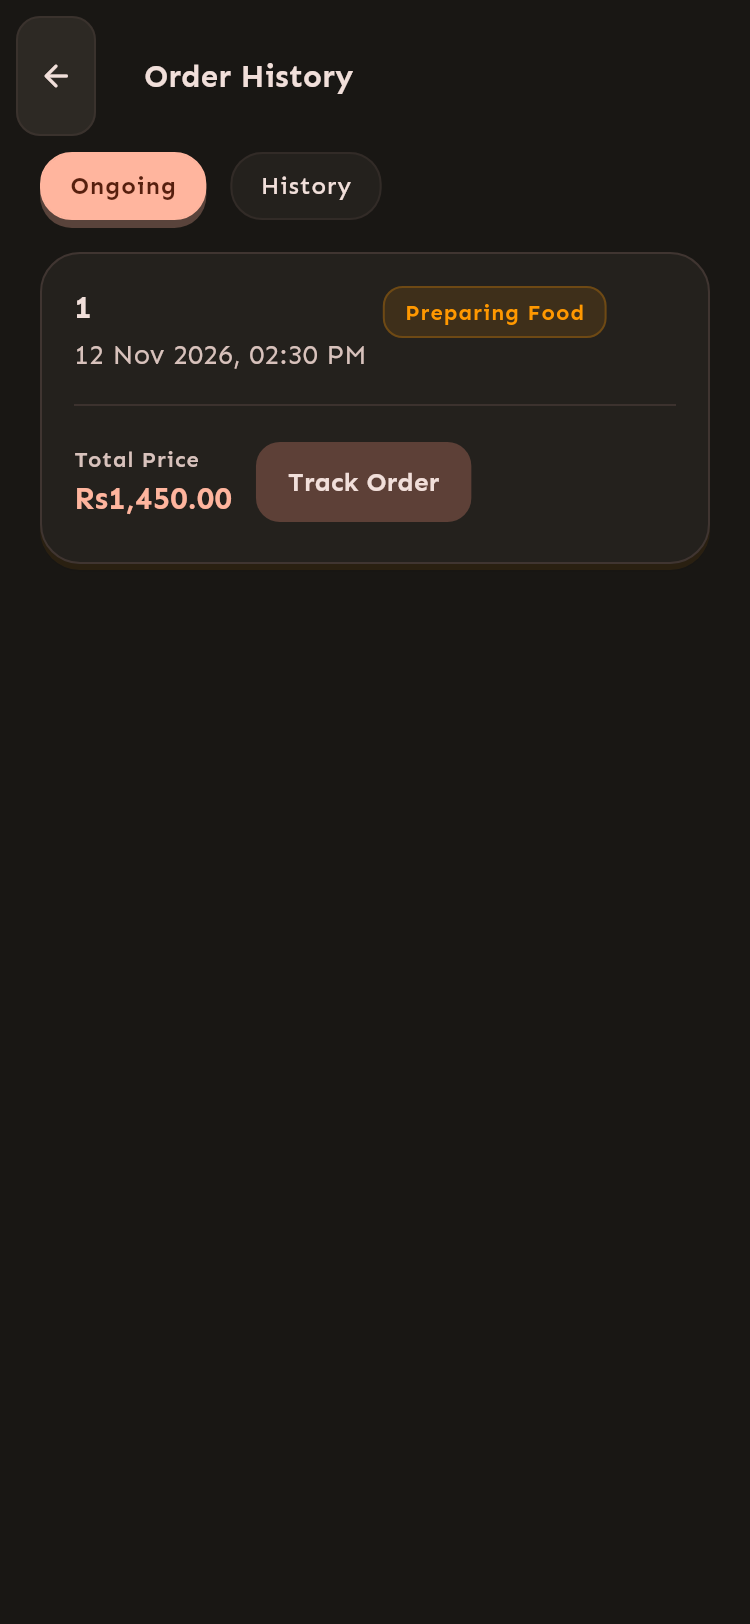 Order History
Ongoing
History
1
Preparing Food
12 Nov 2026, 02:30 PM
Total Price
Rs1,450.00
Track Order